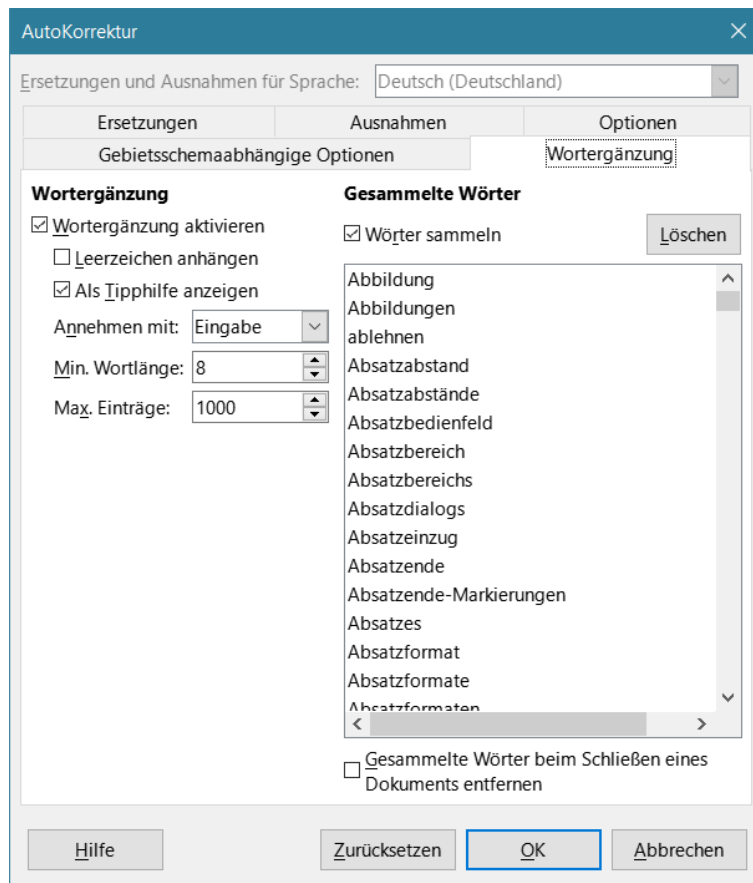 AutoKorrektur
Ersetzungen und Ausnahmen für Sprache: Deutsch (Deutschland)
Ersetzungen Ausnahmen Optionen
Gebietsschemaabhängige Optionen Wortergänzung
Wortergänzung
Wortergänzung aktivieren
Leerzeichen anhängen
Als Tipphilfe anzeigen
Annehmen mit: Eingabe
Min. Wortlänge: 8
Max. Einträge: 1000
Gesammelte Wörter
Wörter sammeln Löschen
Abbildung
Abbildungen
ablehnen
Absatzabstand
Absatzabstände
Absatzbedienfeld
Absatzbereich
Absatzbereichs
Absatzdialogs
Absatzeinzug
Absatzende
Absatzende-Markierungen
Absatzes
Absatzformat
Absatzformate
Absatzformaten
Gesammelte Wörter beim Schließen eines
Dokuments entfernen
Hilfe Zurücksetzen OK Abbrechen